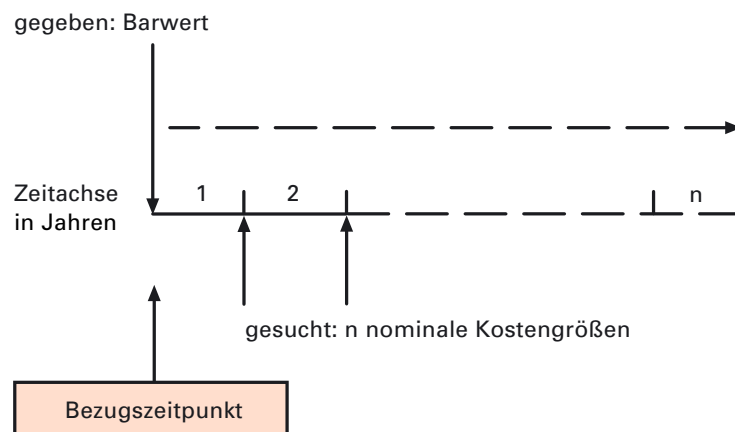 gegeben: Barwert
Zeitachse
in Jahren
1
2
n
gesucht: n nominale Kostengrößen
Bezugszeitpunkt